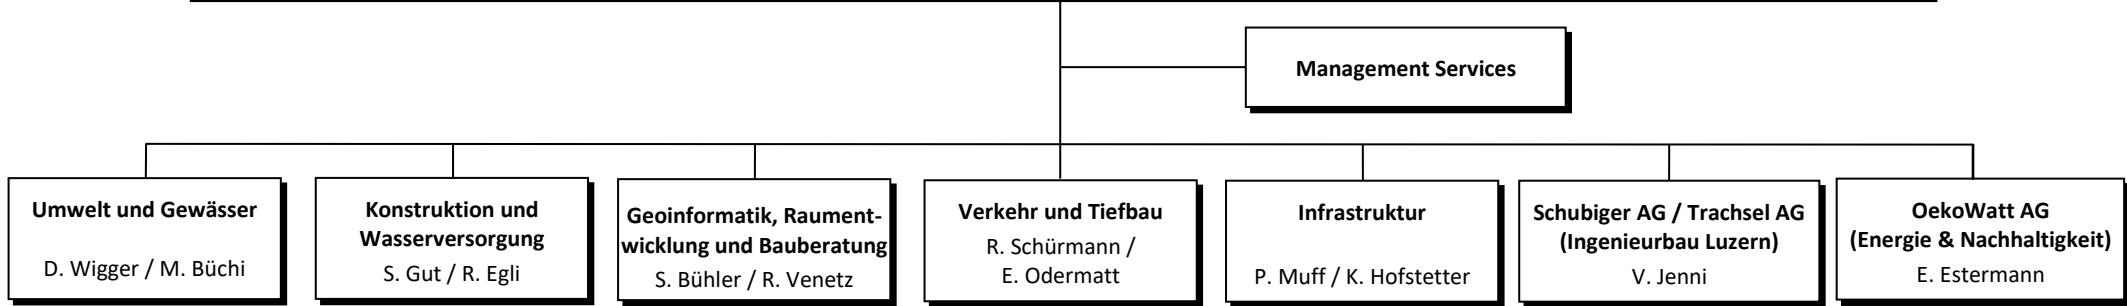 Management Services
Umwelt und Gewässer
D. Wigger / M. Büchi
Konstruktion und
Wasserversorgung
S. Gut / R. Egli
Geoinformatik, Raument-
wicklung und Bauberatung
S. Bühler / R. Venetz
Verkehr und Tiefbau
R. Schürmann /
E. Odermatt
Infrastruktur
P. Muff / K. Hofstetter
Schubiger AG / Trachsel AG
(Ingenieurbau Luzern)
V. Jenni
OekoWatt AG
(Energie & Nachhaltigkeit)
E. Estermann